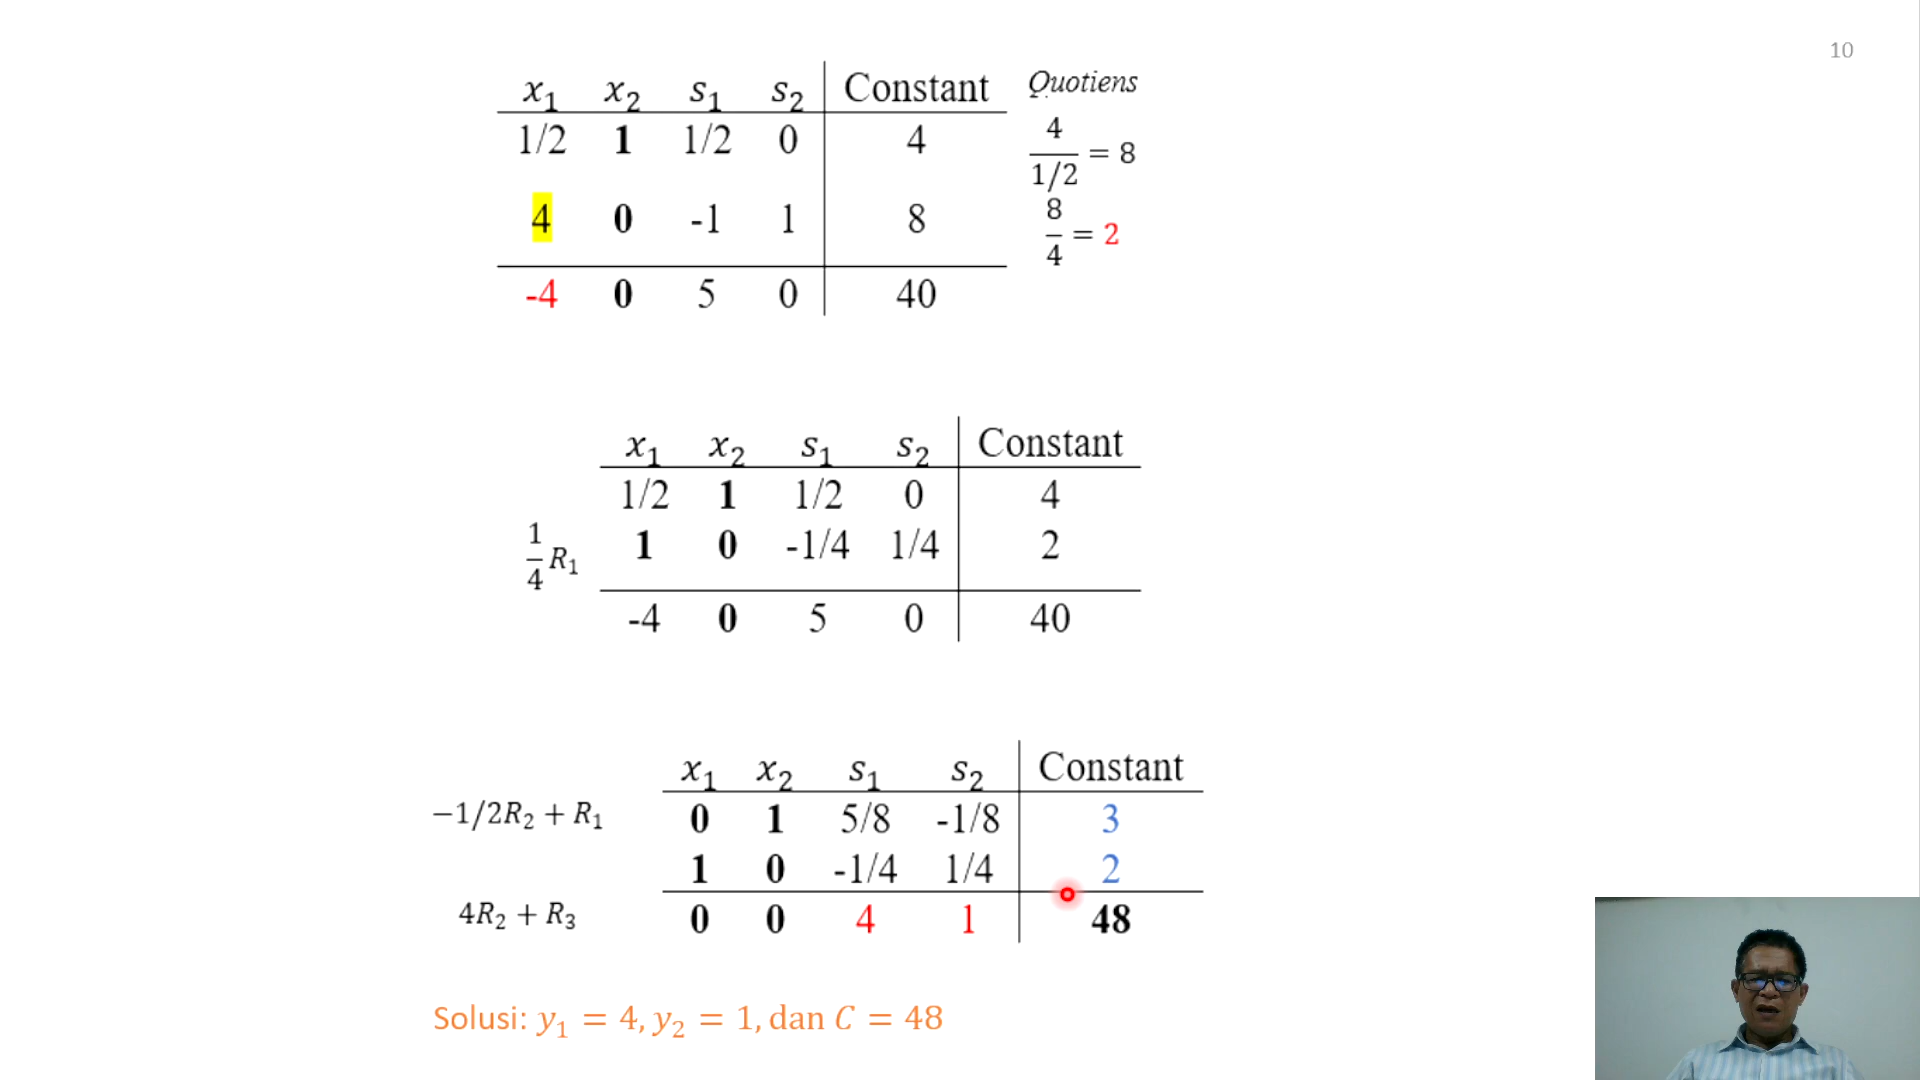 10
x₁ x₂ s₁ s₂ Constant Quotiens
1/2 1 1/2 0 4 4/(1/2) = 8
4 0 -1 1 8 8/4 = 2
-4 0 5 0 40
x₁ x₂ s₁ s₂ Constant
1/2 1 1/2 0 4
1/4 R₁ 1 0 -1/4 1/4 2
-4 0 5 0 40
x₁ x₂ s₁ s₂ Constant
−1/2R₂ + R₁ 0 1 5/8 -1/8 3
1 0 -1/4 1/4 2
4R₂ + R₃ 0 0 4 1 48
Solusi: y₁ = 4, y₂ = 1, dan C = 48